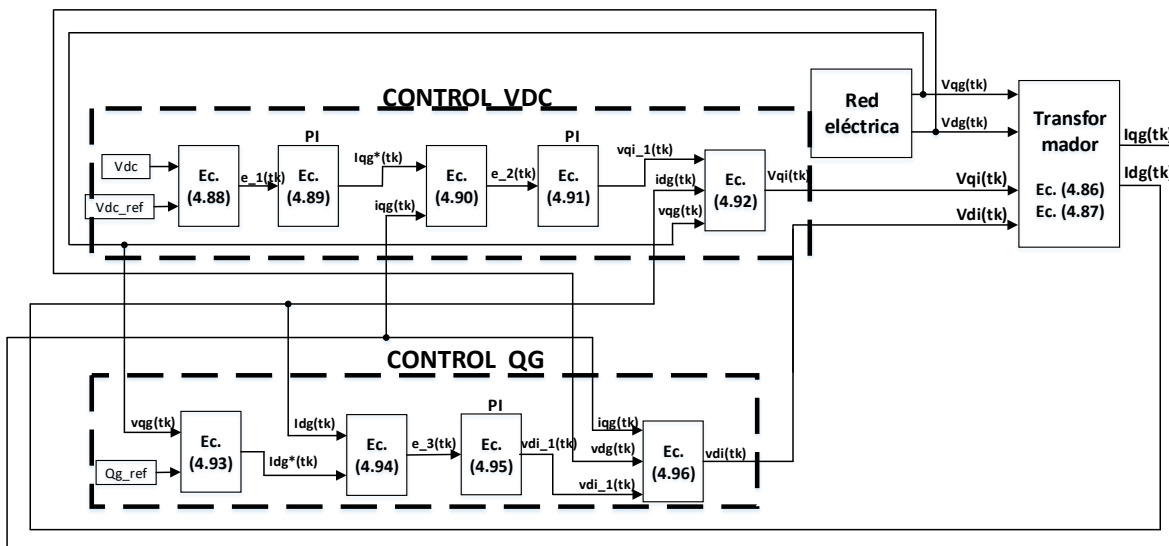 CONTROL VDC
Vdc
Vdc_ref
Ec.
(4.88)
e_1(tk)
PI
Ec.
(4.89)
Iqg*(tk)
iqg(tk)
Ec.
(4.90)
e_2(tk)
PI
Ec.
(4.91)
vqi_1(tk)
idg(tk)
vqg(tk)
Ec.
(4.92)
Vqi(tk)
Red
eléctrica
Vqg(tk)
Vdg(tk)
Vqi(tk)
Vdi(tk)
Transfor
mador
Ec. (4.86)
Ec. (4.87)
Iqg(tk)
Idg(tk)
CONTROL QG
vqg(tk)
Qg_ref
Ec.
(4.93)
Idg*(tk)
Idg(tk)
Ec.
(4.94)
e_3(tk)
PI
Ec.
(4.95)
vdi_1(tk)
iqg(tk)
vdg(tk)
vdi_1(tk)
Ec.
(4.96)
vdi(tk)